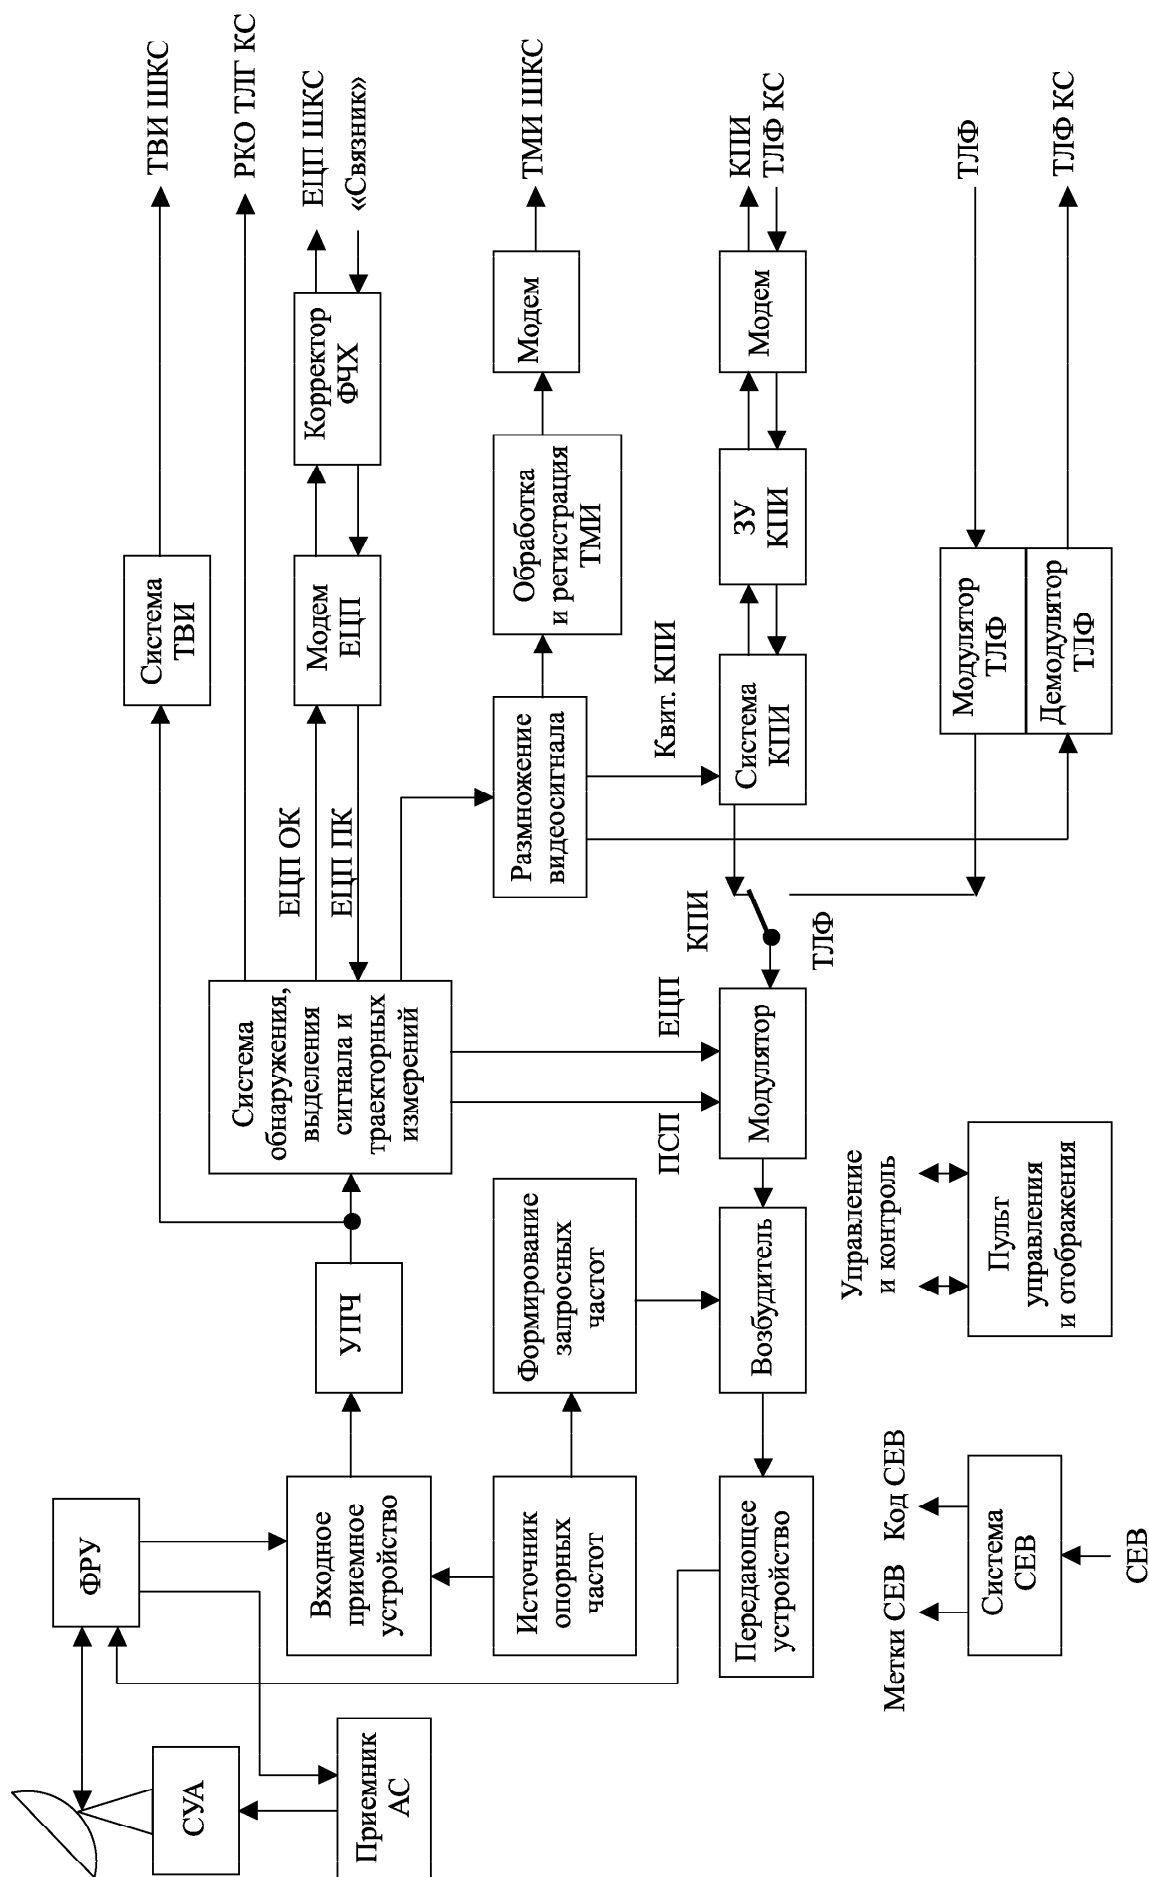 ТВИ ШКС
РКО ТЛГ КС
ЕЦП ШКС
«Связник»
ТМИ ШКС
КПИ
ТЛФ КС
ТЛФ
ТЛФ КС
Корректор
ФЧХ
Модем
Модем
Система
ТВИ
Модем
ЕЦП
Обработка
и регистрация
ТМИ
ЗУ
КПИ
Модулятор
ТЛФ
Демодулятор
ТЛФ
ЕЦП ОК
ЕЦП ПК
Размножение
видеосигнала
Квит. КПИ
Система
КПИ
КПИ
ТЛФ
Система
обнаружения,
выделения
сигнала и
траекторных
измерений
ЕЦП
ПСП
Модулятор
УПЧ
Формирование
запросных
частот
Возбудитель
Управление
и контроль
Пульт
управления
и отображения
ФРУ
Входное
приемное
устройство
Источник
опорных
частот
Передающее
устройство
Метки СЕВ
Код СЕВ
Система
СЕВ
СЕВ
СУА
Приемник
АС